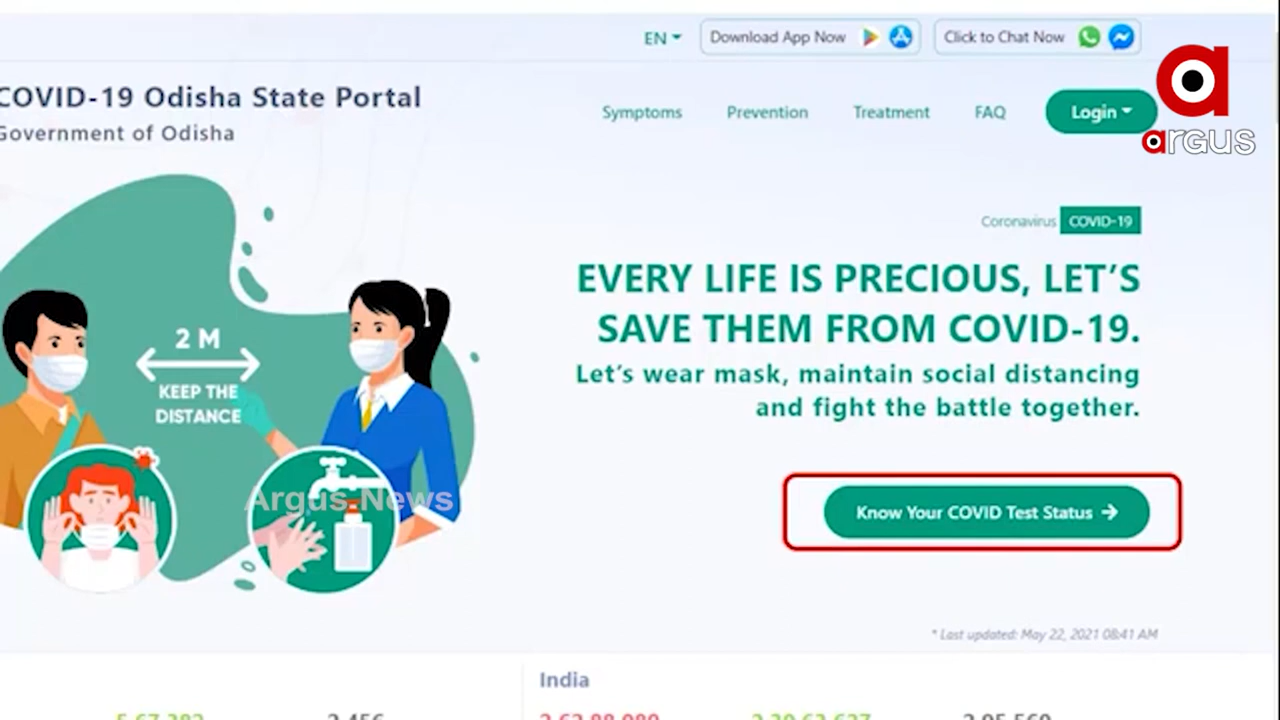 EN
Download App Now
Click to Chat Now
argus
COVID-19 Odisha State Portal
Government of Odisha
Symptoms
Prevention
Treatment
FAQ
Login
Coronavirus COVID-19
EVERY LIFE IS PRECIOUS, LET'S
SAVE THEM FROM COVID-19.
Let's wear mask, maintain social distancing
and fight the battle together.
2 M
KEEP THE
DISTANCE
Argus News
Know Your COVID Test Status
* Last updated: May 22, 2021 08:41 AM
India